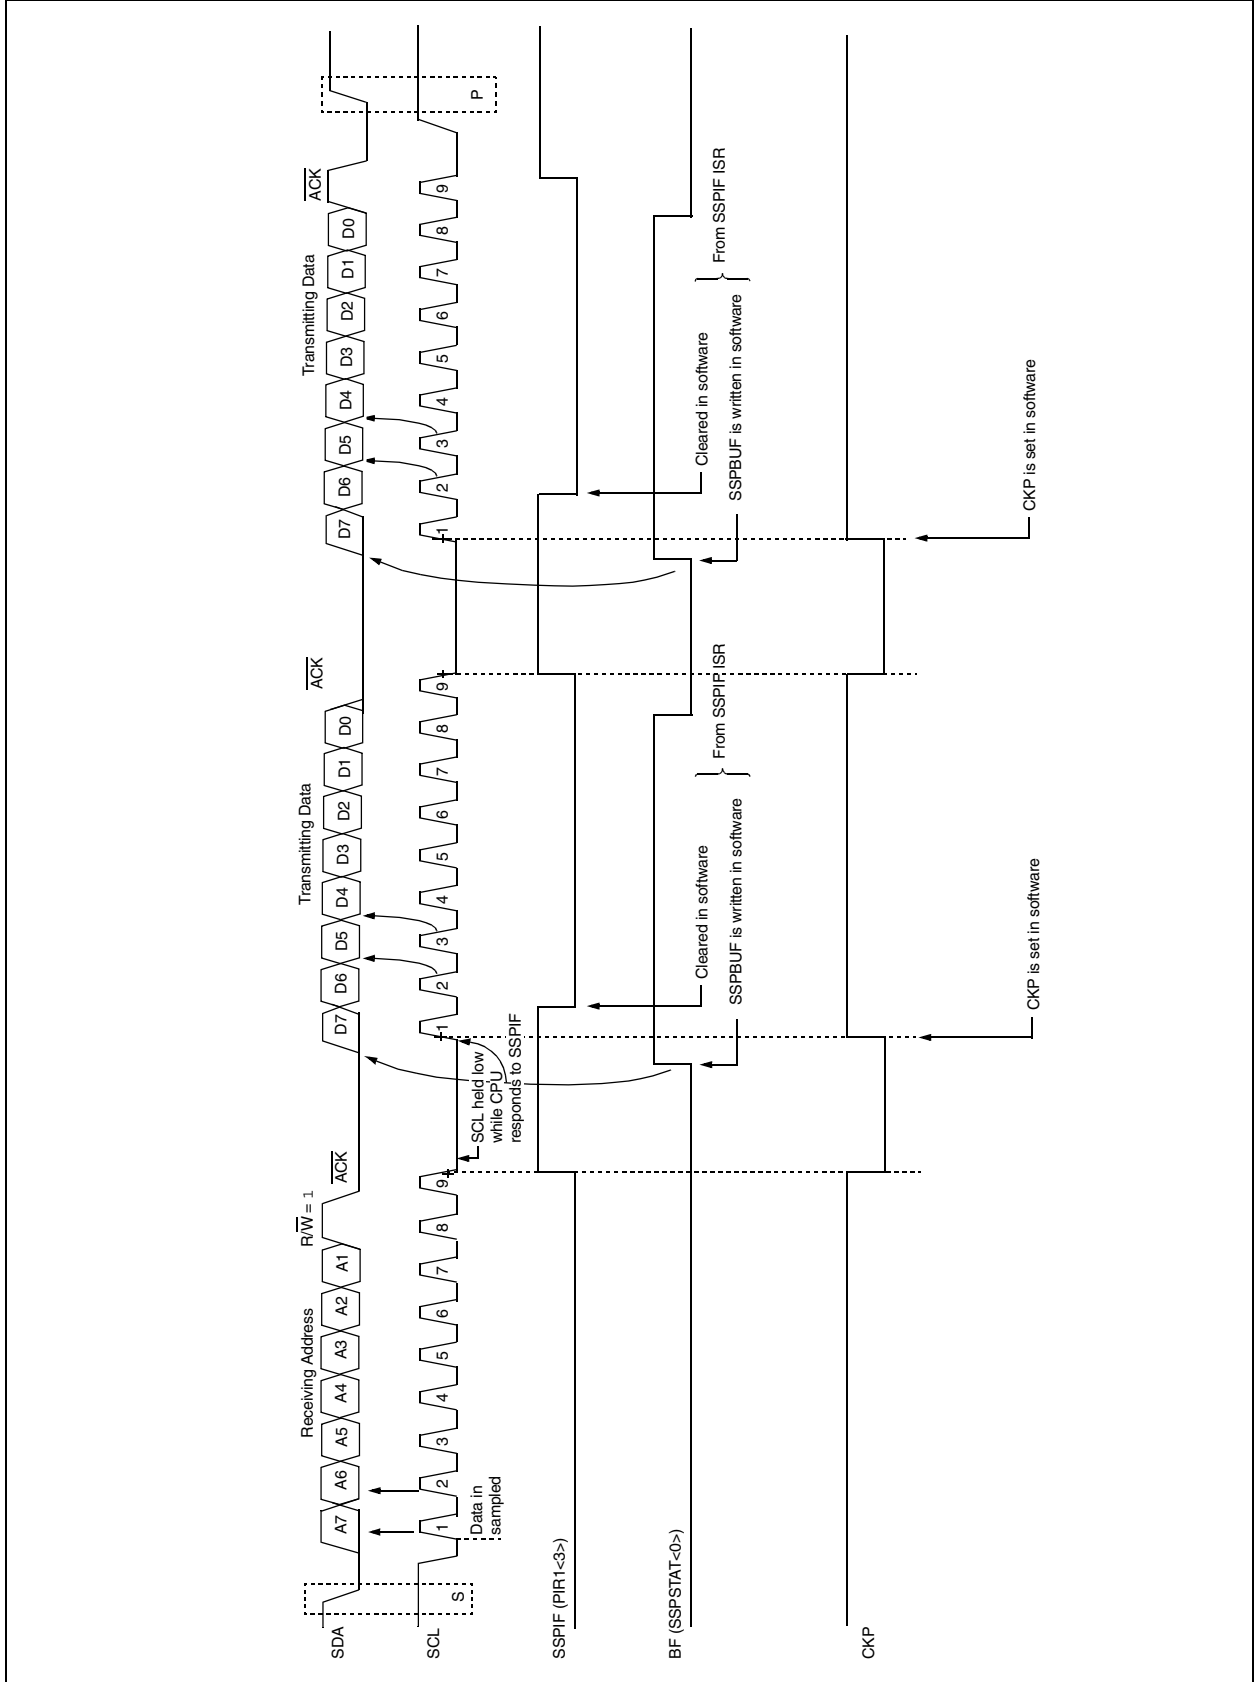 Receiving Address
R/W = 1
ACK
Transmitting Data
ACK
Transmitting Data
ACK
SDA
A7
A6
A5
A4
A3
A2
A1
D7
D6
D5
D4
D3
D2
D1
D0
D7
D6
D5
D4
D3
D2
D1
D0
SCL
S
1
2
3
4
5
6
7
8
9
1
2
3
4
5
6
7
8
9
1
2
3
4
5
6
7
8
9
P
Data in
sampled
SCL held low
while CPU
responds to SSPIF
SSPIF (PIR1<3>)
BF (SSPSTAT<0>)
Cleared in software
SSPBUF is written in software
From SSPIF ISR
Cleared in software
SSPBUF is written in software
From SSPIF ISR
CKP
CKP is set in software
CKP is set in software